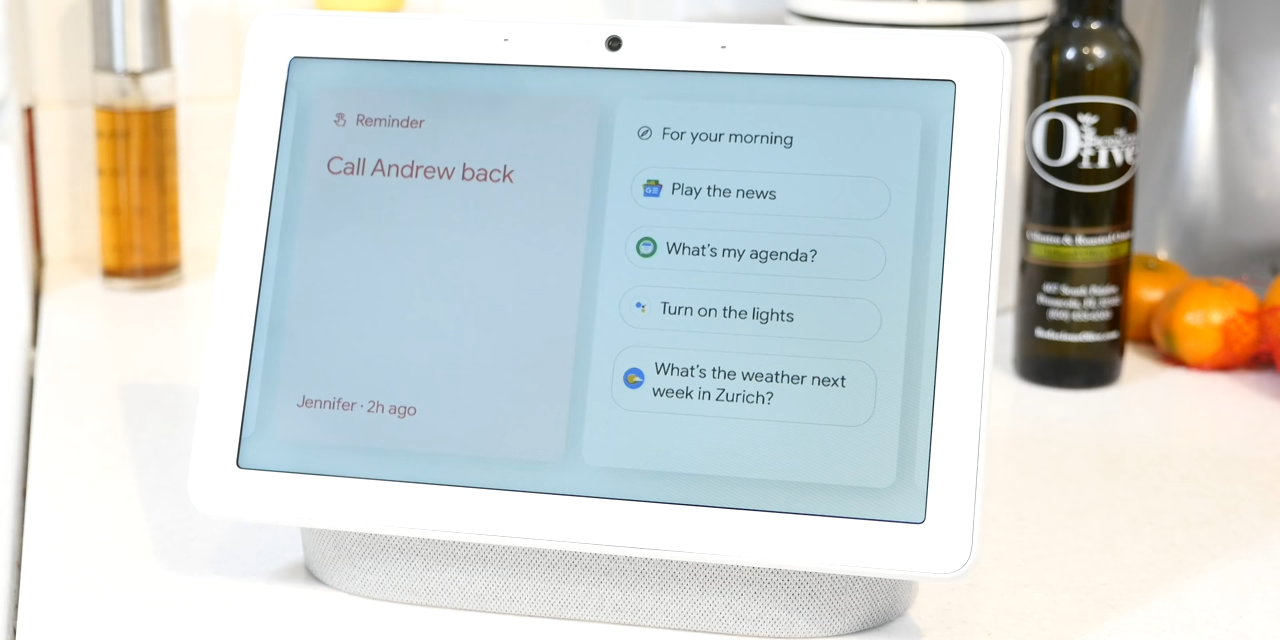 Reminder
Call Andrew back
Jennifer · 2h ago
For your morning
Play the news
What's my agenda?
Turn on the lights
What's the weather next
week in Zurich?
Olive